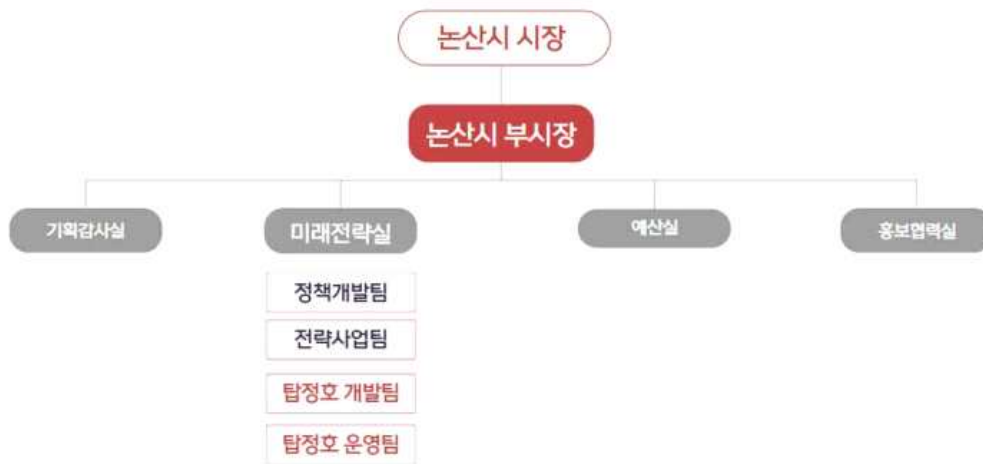 논산시 시장
논산시 부시장
기획감사실
미래전략실
예산실
홍보협력실
정책개발팀
전략사업팀
탑정호 개발팀
탑정호 운영팀